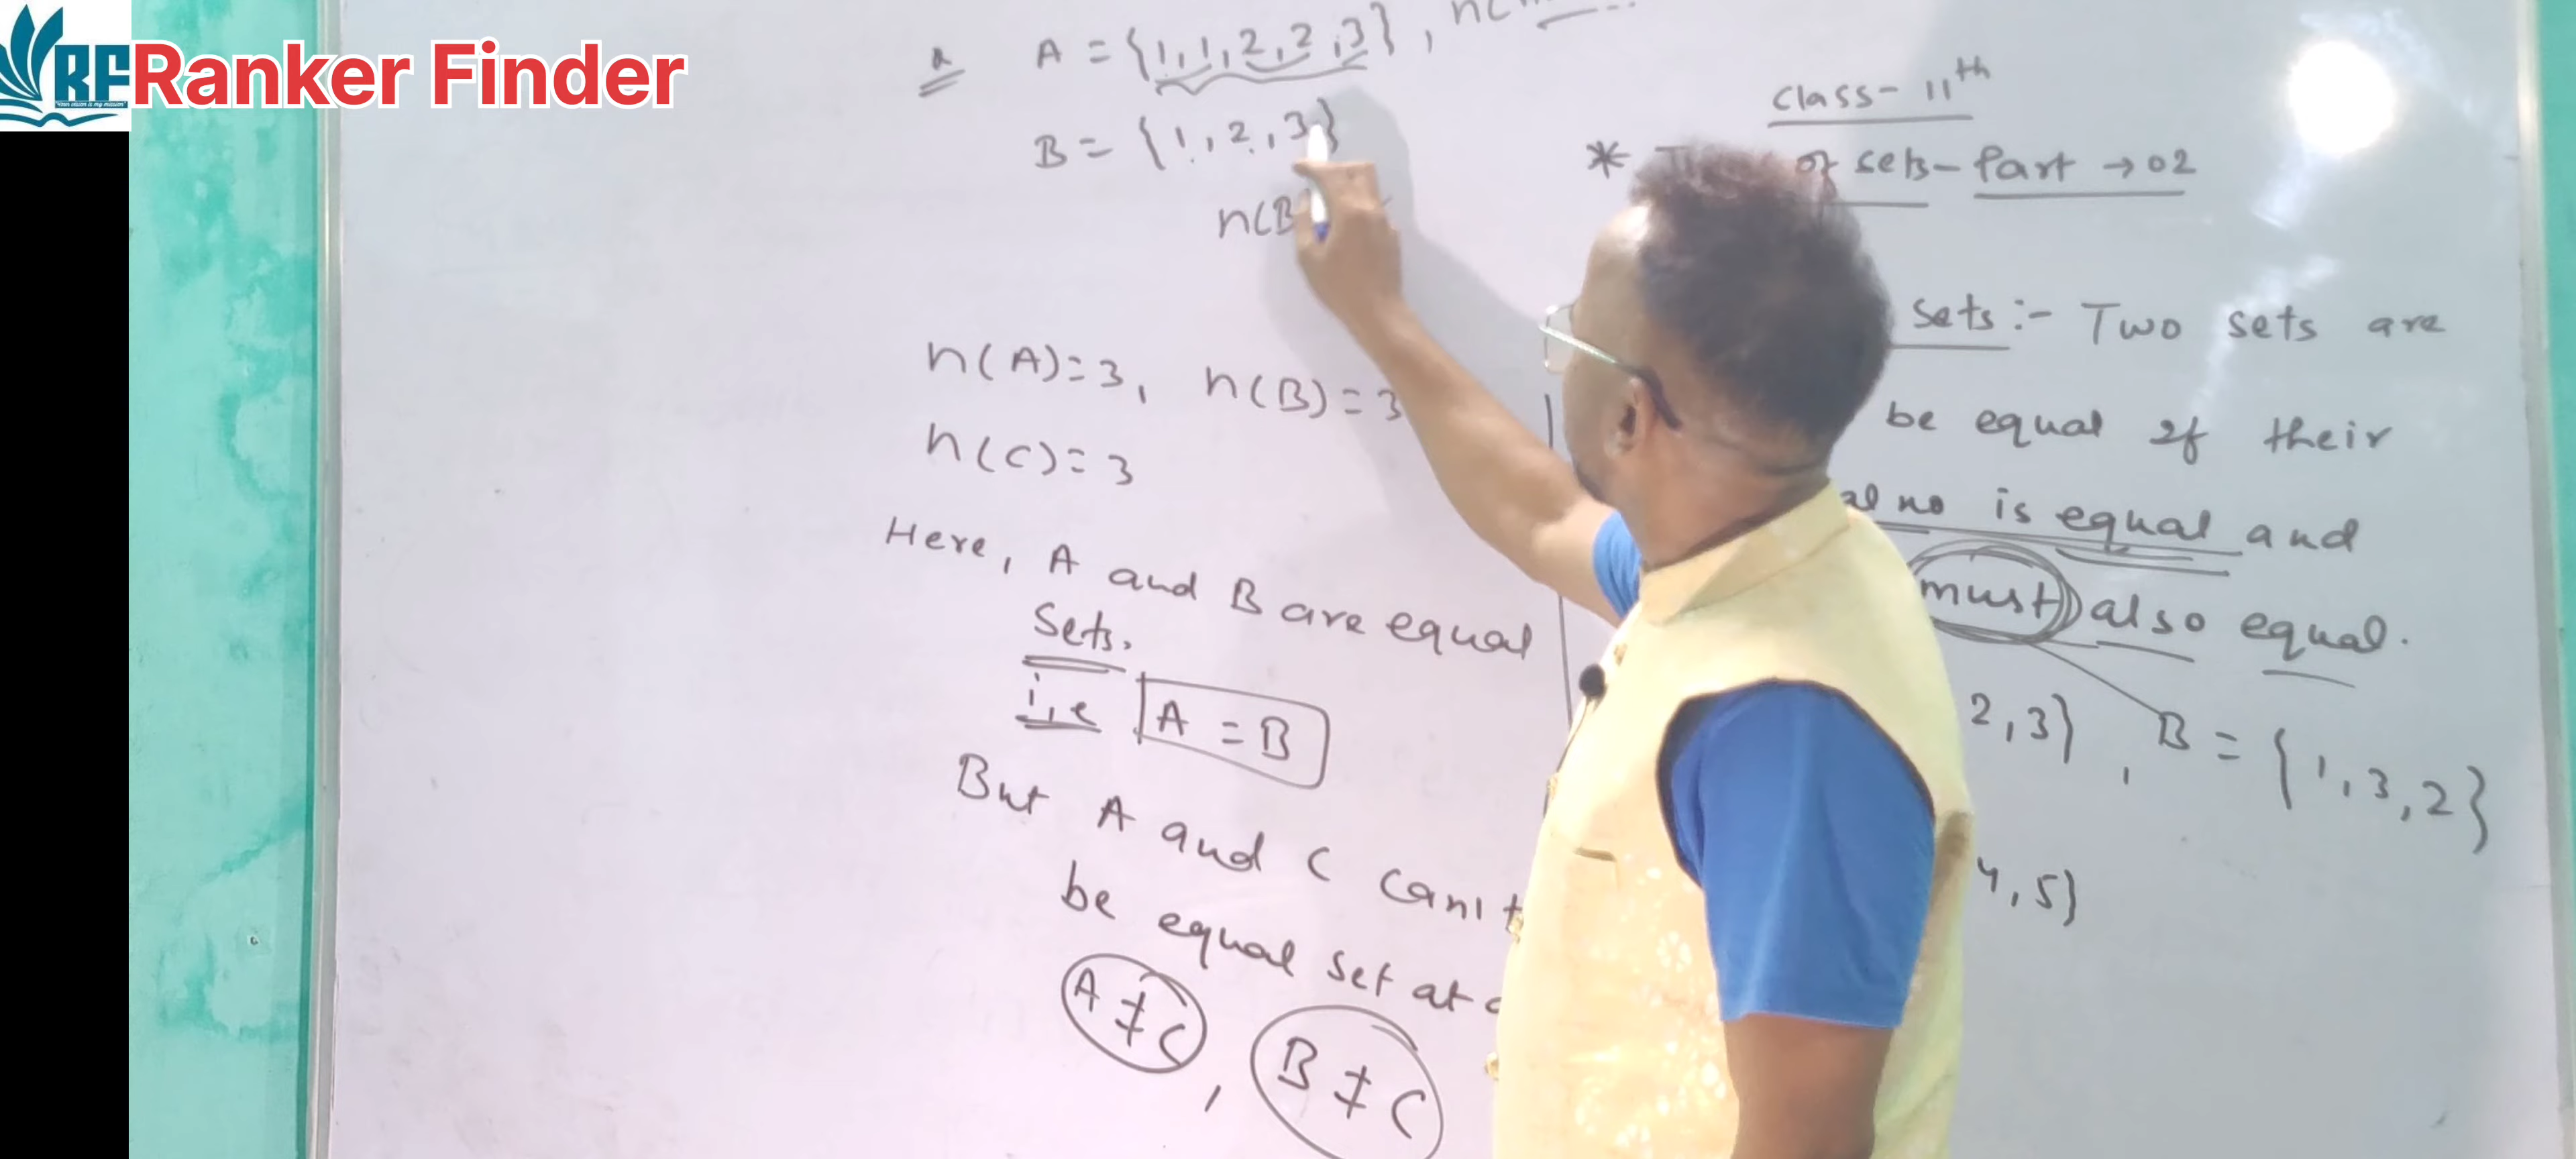 RF Ranker Finder
A = {1,1,2,2,3}, n(
B = {1,2,3}
n(B
n(A)=3, n(B)=3
n(C)=3
Here, A and B are equal
Sets.
i,e A = B
But A and C can't
be equal set at
A ≠ C, B ≠ C
Class- 11th
* of sets- Part → 02
sets :- Two sets are
be equal if their
al no is equal and
must also equal.
2,3} , B = {1,3,2}
4,5}